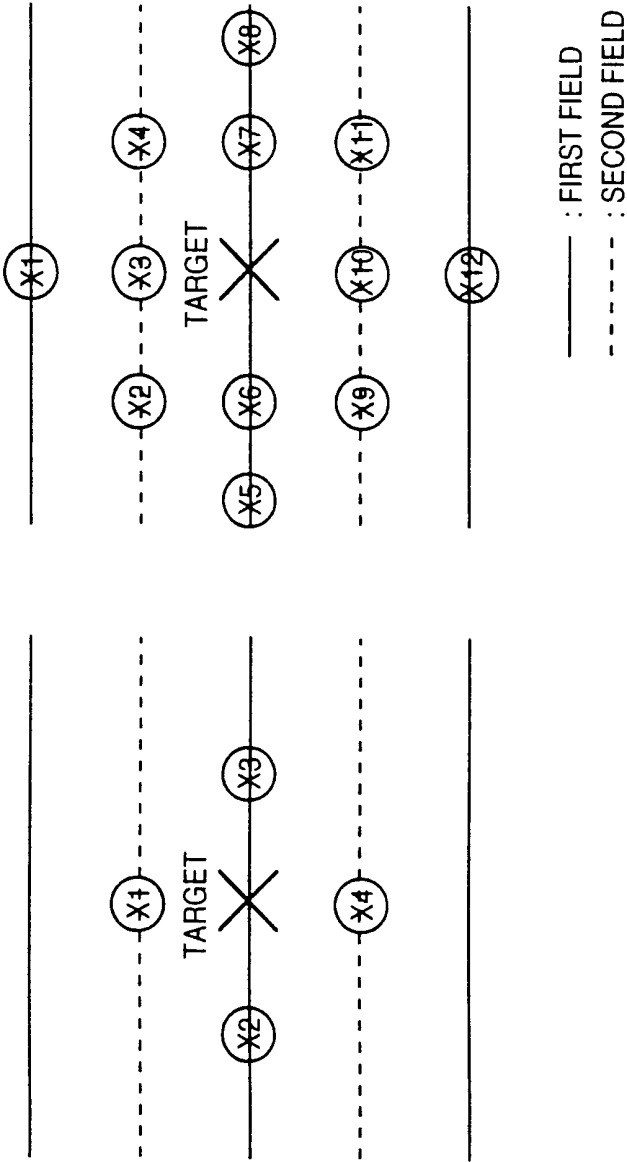 X1
TARGET
X2 X3
X4
X1
X2 X3 X4
TARGET
X5 X6 X7 X8
X9 X10 X11
X12
: FIRST FIELD
: SECOND FIELD